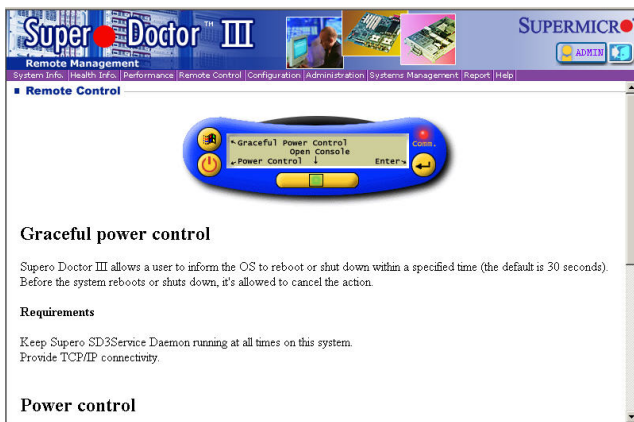 Super Doctor™ III
SUPERMICR
Remote Management
ADMIN
System Info. |Health Info. |Performance |Remote Control |Configuration |Administration |Systems Management |Report |Help|
Remote Control
Graceful Power Control
Open Console
Power Control ↓ Enter
Comm.
Graceful power control
Supero Doctor III allows a user to inform the OS to reboot or shut down within a specified time (the default is 30 seconds).
Before the system reboots or shuts down, it's allowed to cancel the action.
Requirements
Keep Supero SD3Service Daemon running at all times on this system.
Provide TCP/IP connectivity.
Power control